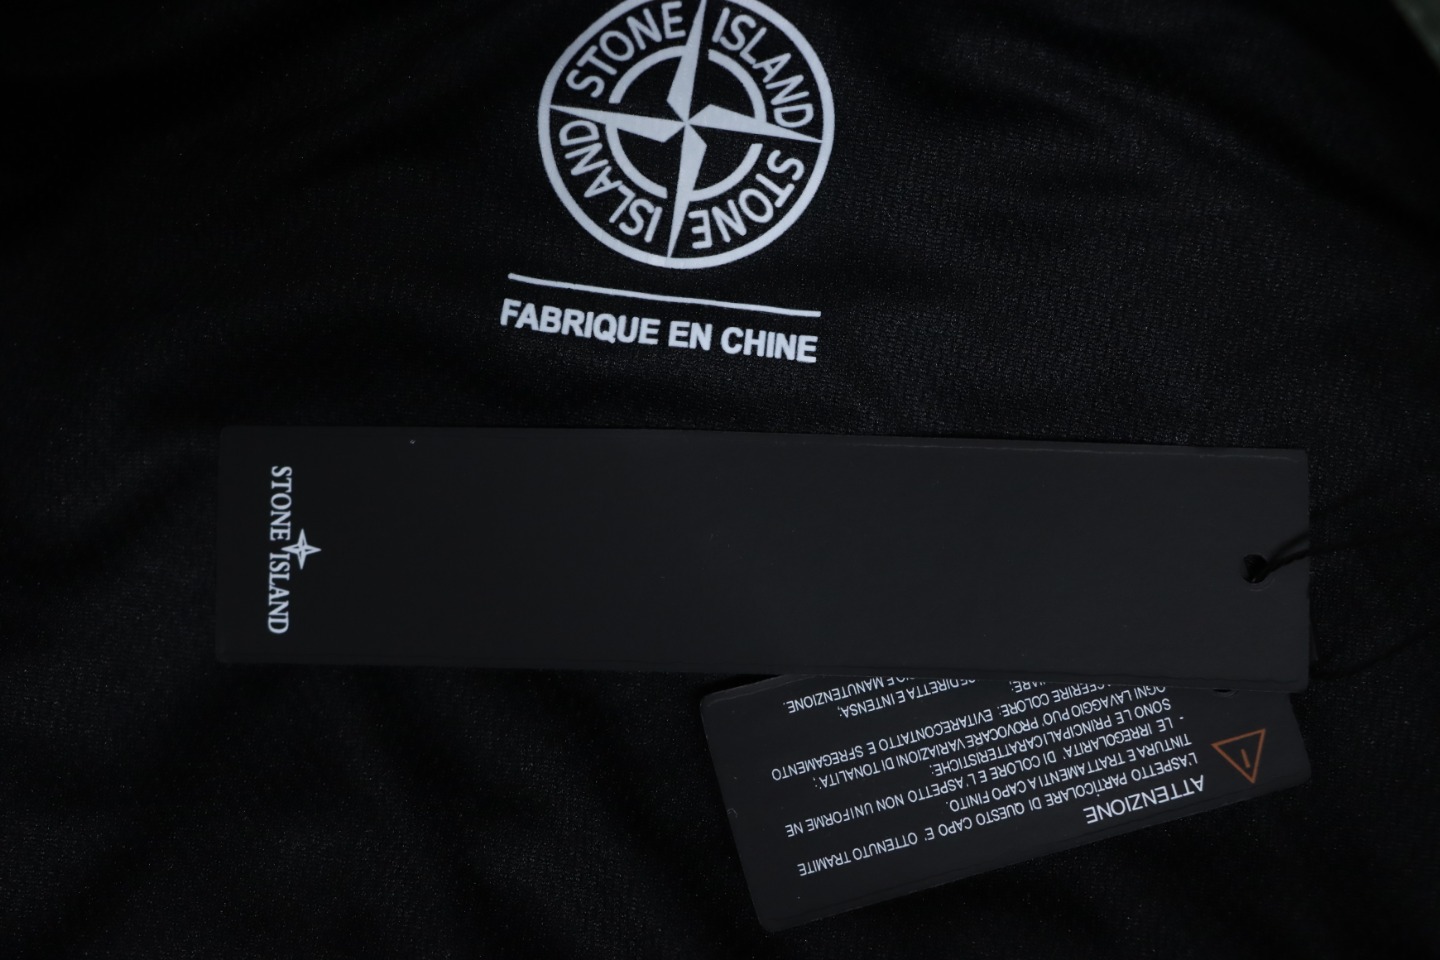 STONE ISLAND
STONE ISLAND
FABRIQUE EN CHINE
STONE ISLAND
ATTENZIONE
L'ASPETTO PARTICOLARE DI QUESTO CAPO E' OTTENUTO TRAMITE
TINTURA E TRATTAMENTI A CAPO FINITO.
- LE IRREGOLARITA' DI COLORE E L' ASPETTO NON UNIFORME NE
SONO LE PRINCIPALI CARATTERISTICHE:
OGNI LAVAGGIO PUO' PROVOCARE VARIAZIONI DI TONALITA':
COLORE: EVITARE CONTATTO E SFREGAMENTO
DIRETTA E INTENSA;
E MANUTENZIONE: